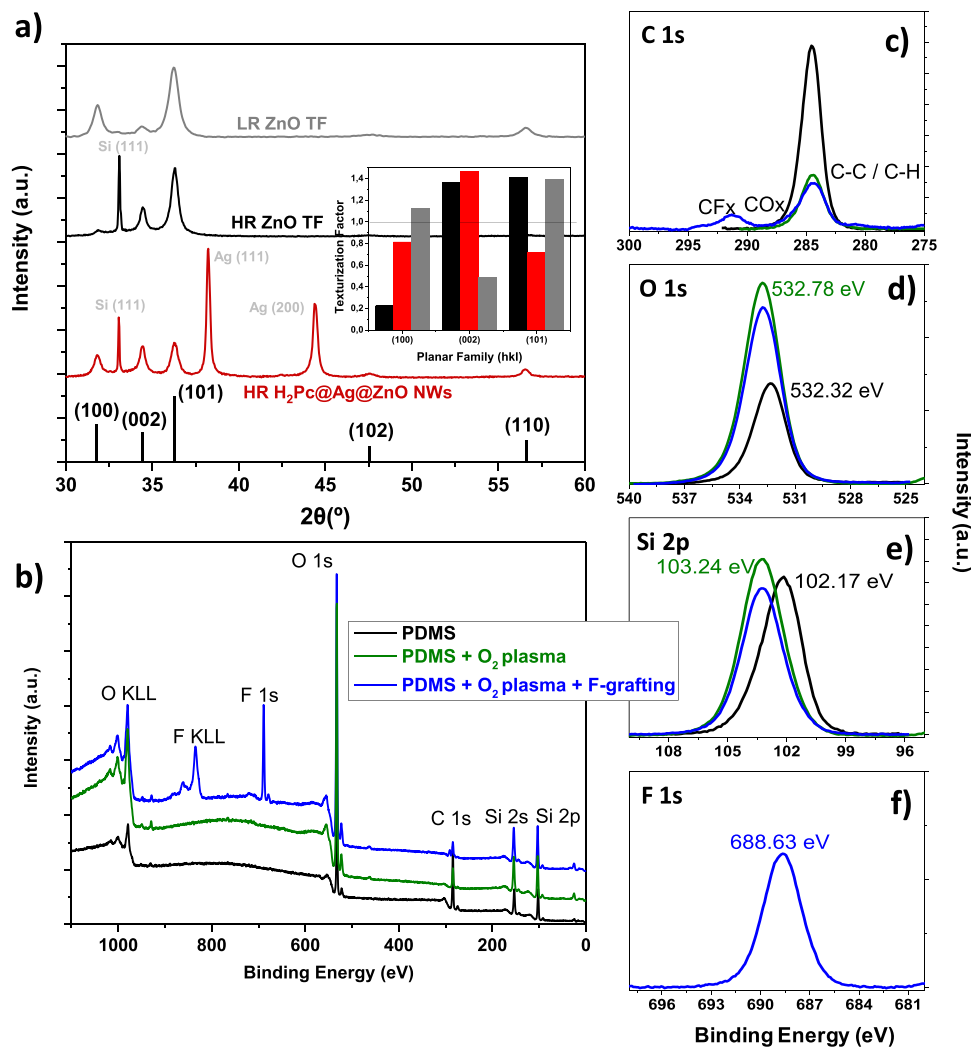 a)
LR ZnO TF
Si (111)
HR ZnO TF
Ag (111)
Si (111)
Ag (200)
HR H₂Pc@Ag@ZnO NWs
(100)
(002)
(101)
(102)
(110)
30 35 40 45 50 55 60
2θ(º)
Intensity (a.u.)
1,4
1,2
1,0
0,8
0,6
0,4
0,2
0,0
Texturization Factor
(100) (002) (101)
Planar Family (hkl)
b)
O 1s
O KLL
F KLL
F 1s
C 1s
Si 2s
Si 2p
PDMS
PDMS + O₂ plasma
PDMS + O₂ plasma + F-grafting
1000 800 600 400 200 0
Binding Energy (eV)
Intensity (a.u.)
C 1s
c)
C-C / C-H
COx
CFx
300 295 290 285 280 275
O 1s
d)
532.78 eV
532.32 eV
540 537 534 531 528 525
Si 2p
e)
103.24 eV
102.17 eV
108 105 102 99 96
F 1s
f)
688.63 eV
696 693 690 687 684 681
Binding Energy (eV)
Intensity (a.u.)